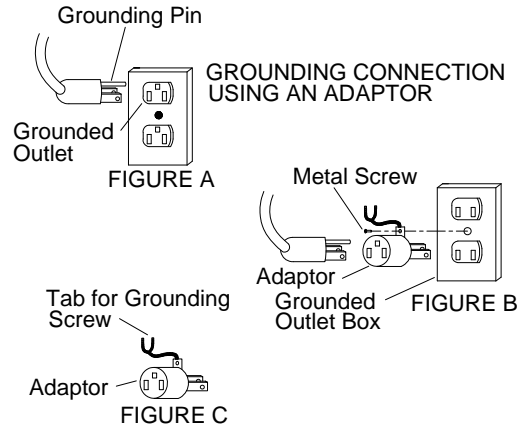 Grounding Pin
GROUNDING CONNECTION
USING AN ADAPTOR
Grounded
Outlet
FIGURE A
Metal Screw
Adaptor
Grounded
Outlet Box
FIGURE B
Tab for Grounding
Screw
Adaptor
FIGURE C